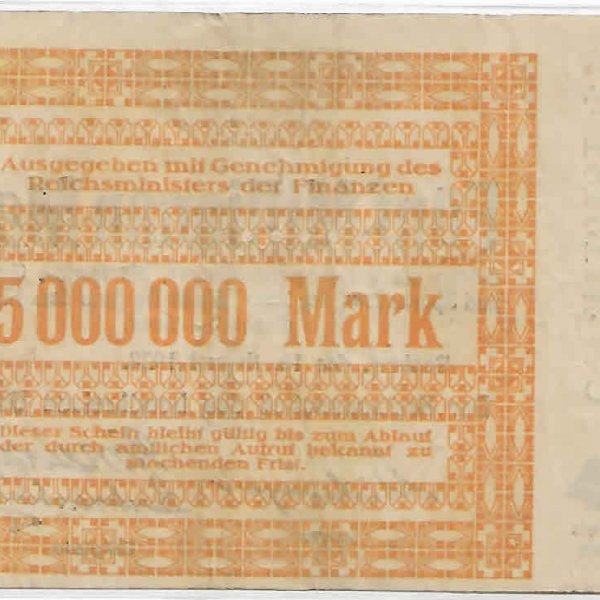 Ausgegeben mit Genehmigung des
Reichsministers der Finanzen
5 000 000 Mark
Dieser Schein bleibt gültig bis zum Ablauf
der durch amtlichen Aufruf bekannt zu
machenden Frist.